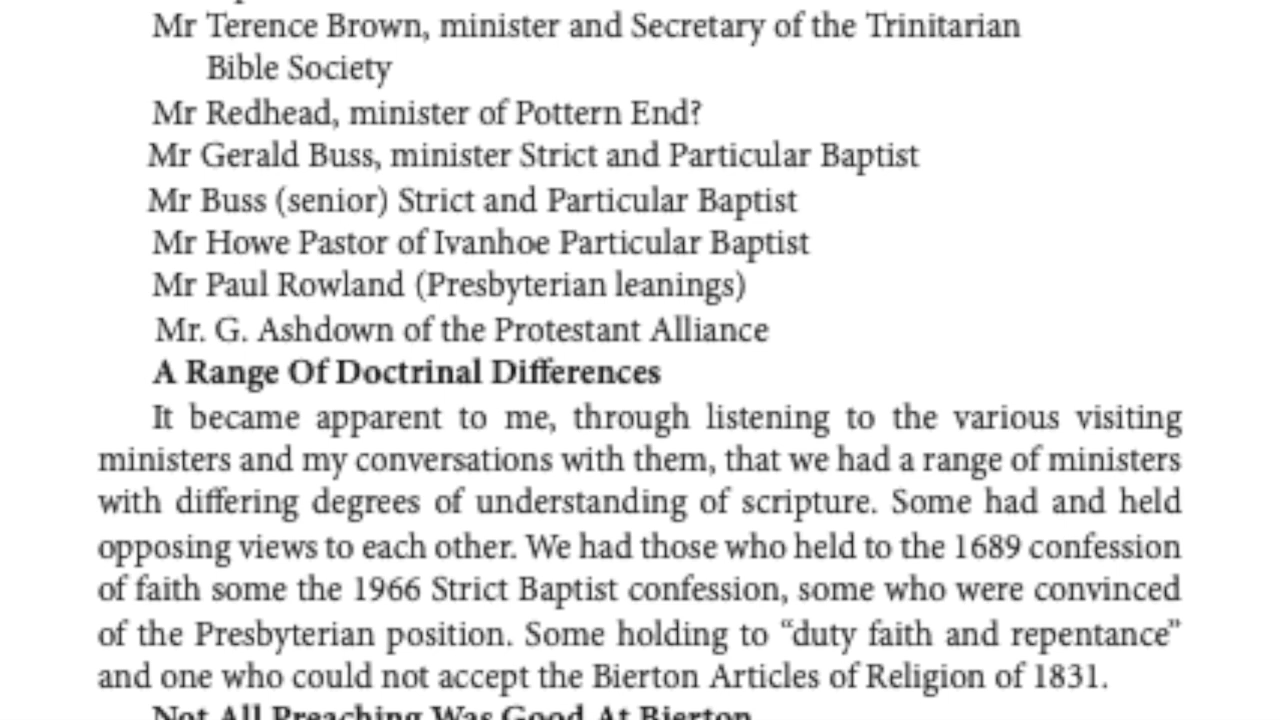 Mr Terence Brown, minister and Secretary of the Trinitarian
Bible Society
Mr Redhead, minister of Pottern End?
Mr Gerald Buss, minister Strict and Particular Baptist
Mr Buss (senior) Strict and Particular Baptist
Mr Howe Pastor of Ivanhoe Particular Baptist
Mr Paul Rowland (Presbyterian leanings)
Mr. G. Ashdown of the Protestant Alliance
A Range Of Doctrinal Differences
It became apparent to me, through listening to the various visiting
ministers and my conversations with them, that we had a range of ministers
with differing degrees of understanding of scripture. Some had and held
opposing views to each other. We had those who held to the 1689 confession
of faith some the 1966 Strict Baptist confession, some who were convinced
of the Presbyterian position. Some holding to “duty faith and repentance”
and one who could not accept the Bierton Articles of Religion of 1831.
Not All Preaching Was Good At Bierton